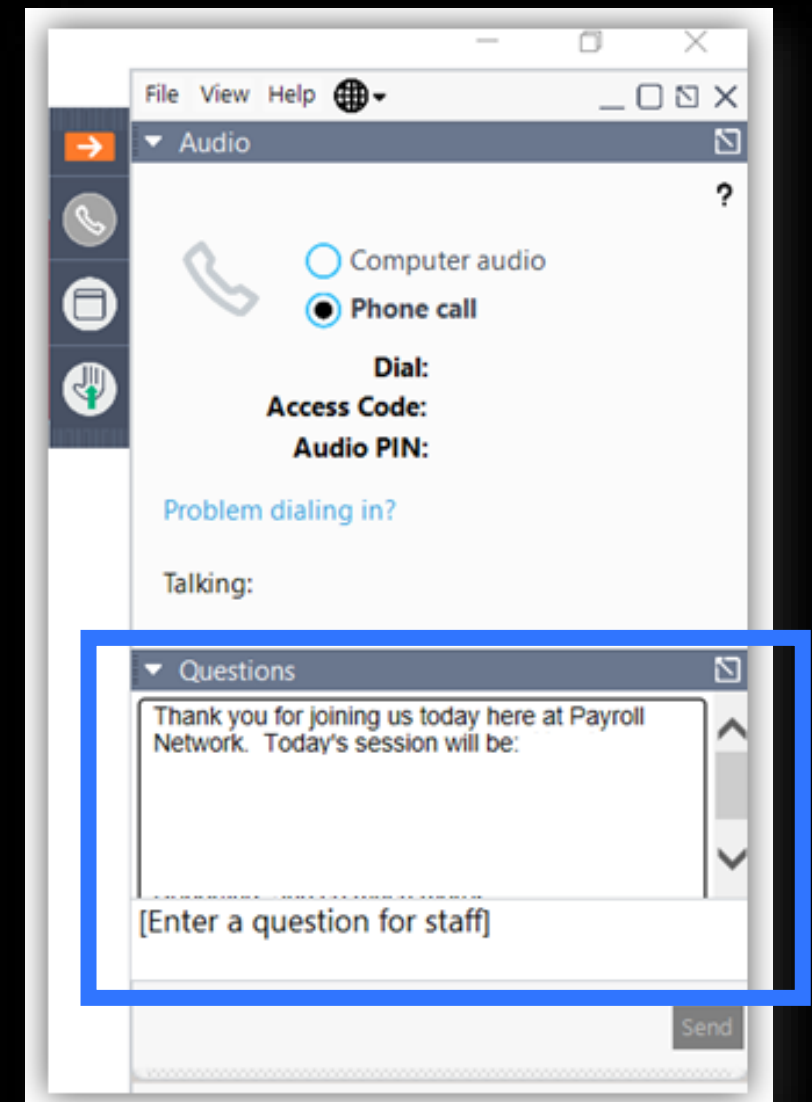 File View Help
Audio
?
Computer audio
Phone call
Dial:
Access Code:
Audio PIN:
Problem dialing in?
Talking:
Questions
Thank you for joining us today here at Payroll
Network. Today's session will be:
[Enter a question for staff]
Send